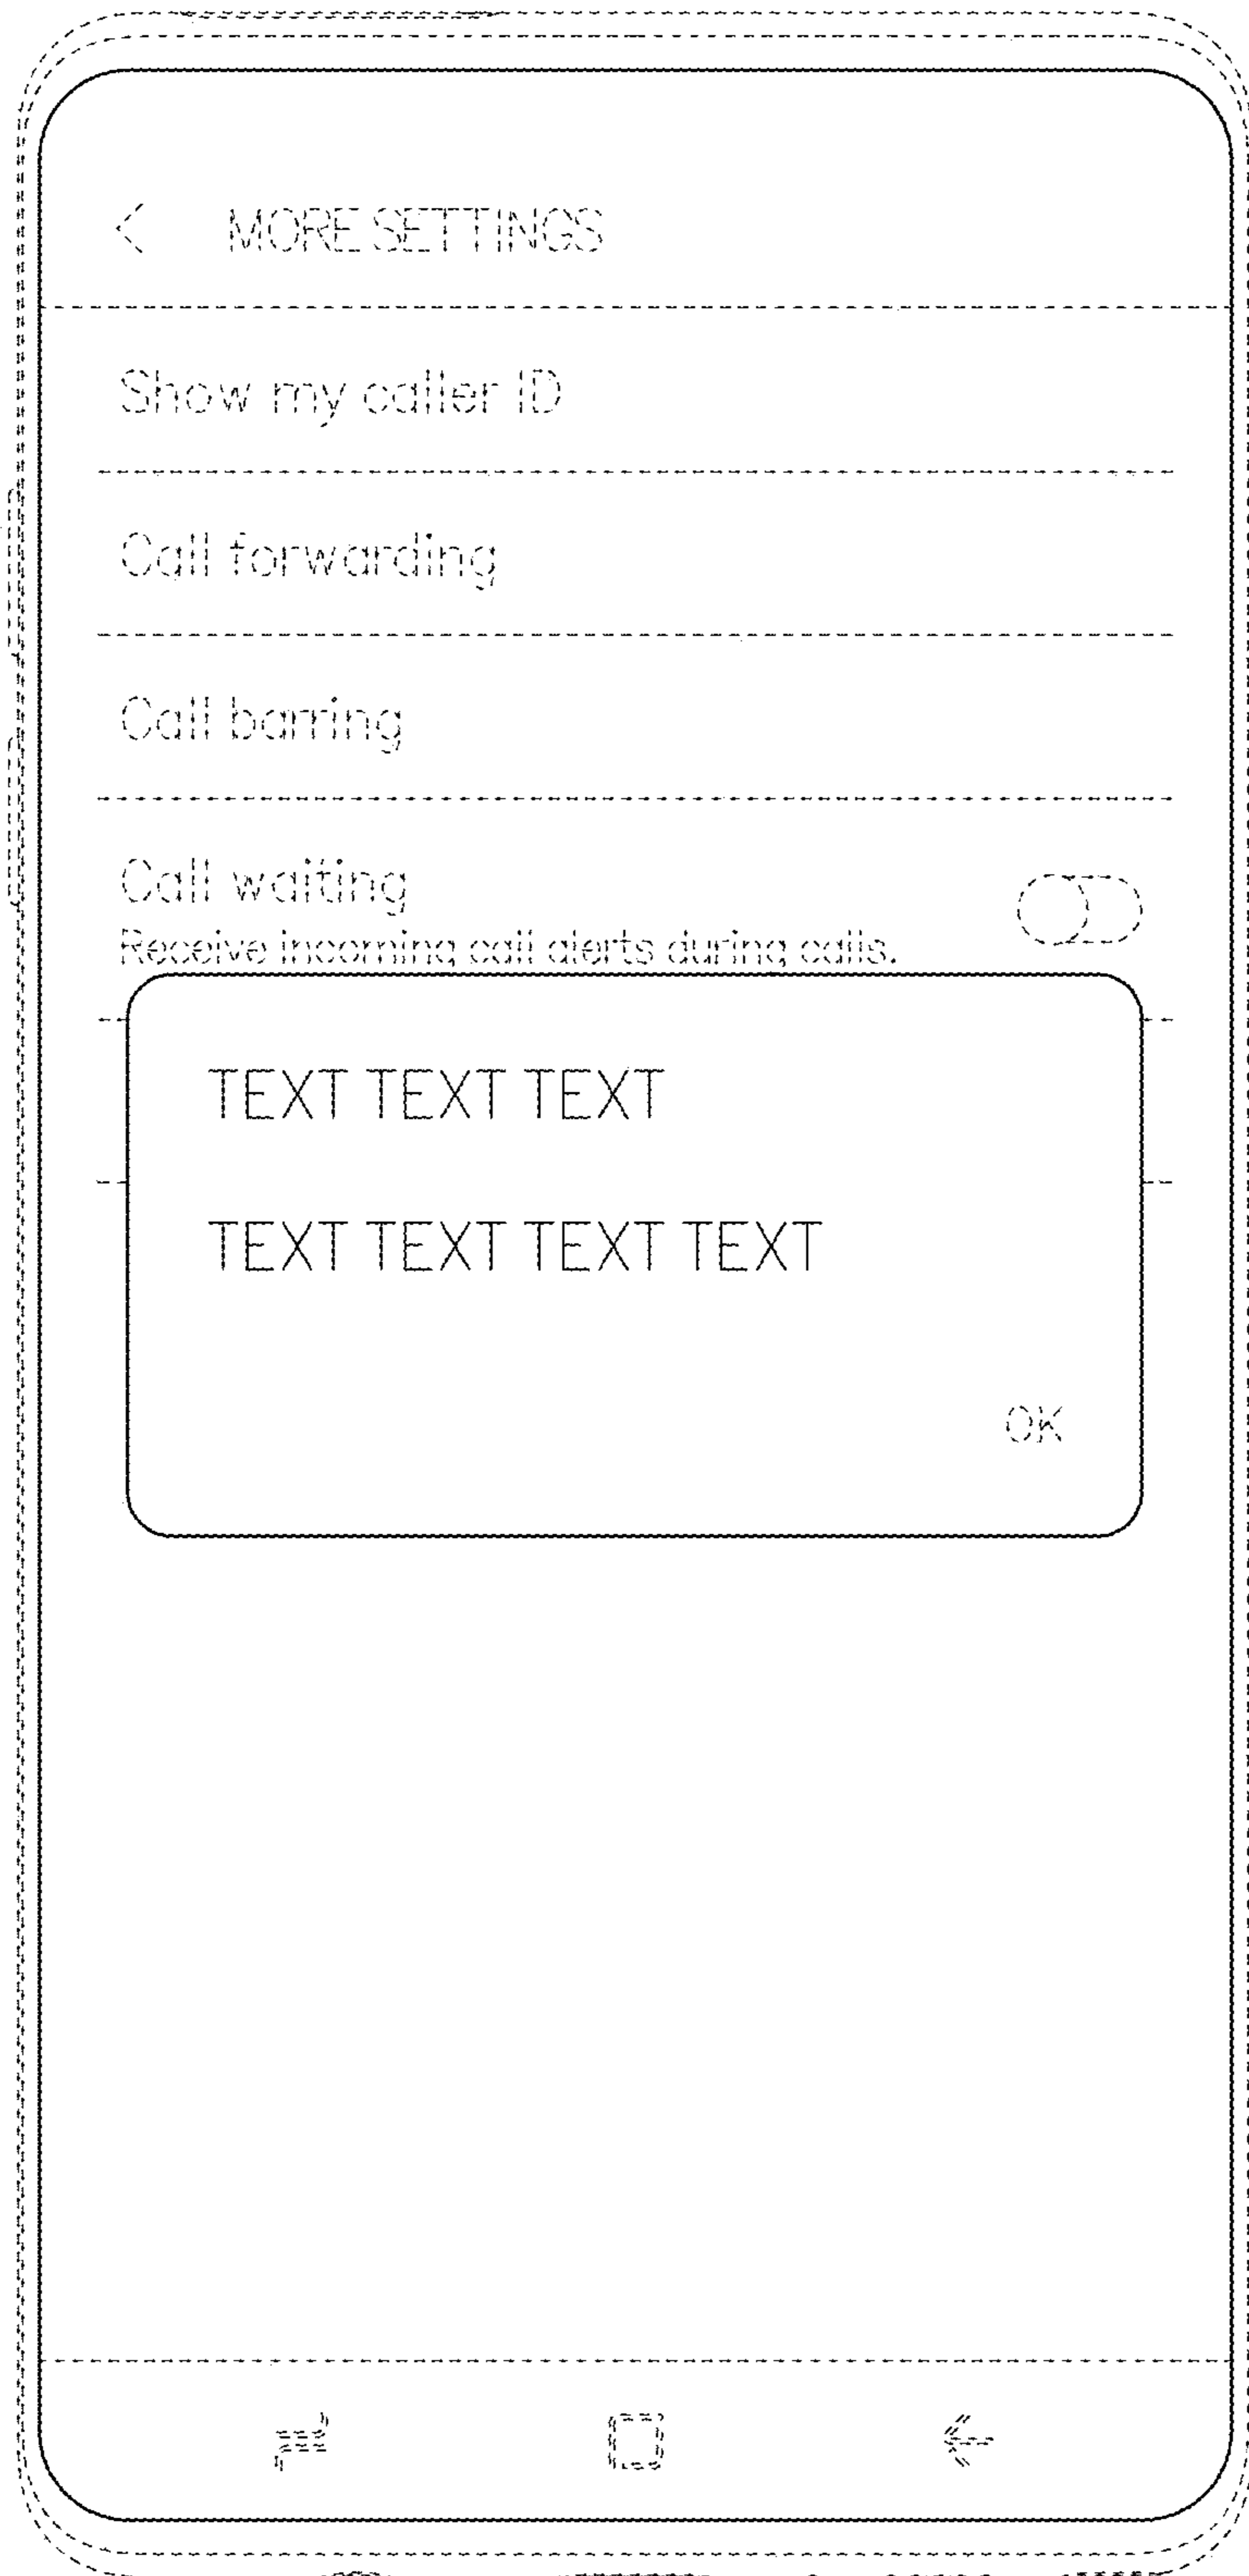 MORE SETTINGS
Show my caller ID
Call forwarding
Call barring
Call waiting
Receive incoming call alerts during calls.
TEXT TEXT TEXT
TEXT TEXT TEXT TEXT
OK